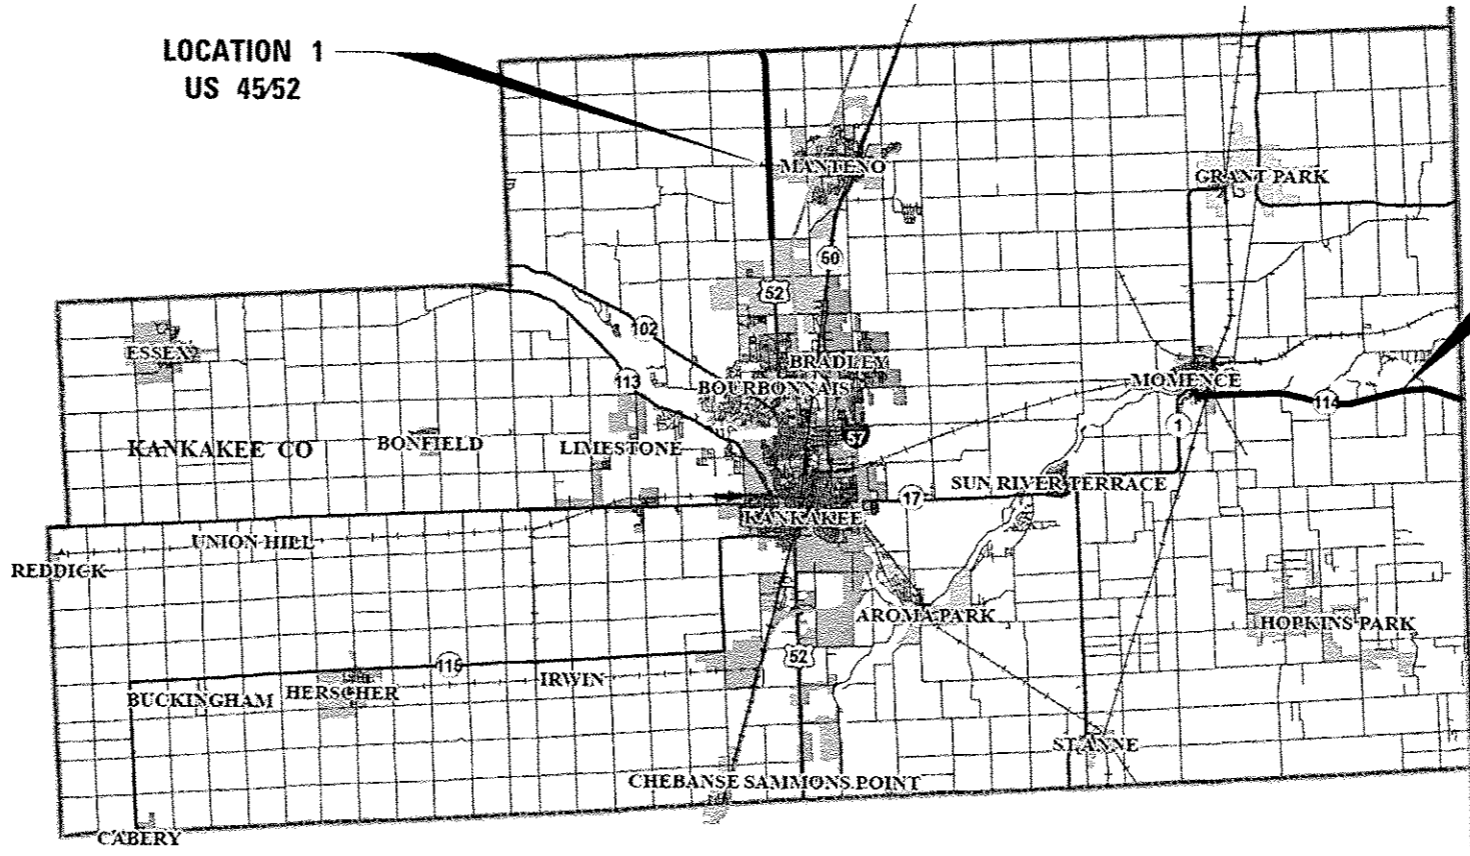 LOCATION 1
US 45/52
MANTENO
GRANT PARK
50
52
102
ESSEX
BRADLEY
113
BOURBONNAIS
MOMENCE
114
1
57
KANKAKEE CO
BONFIELD
LIMESTONE
SUN RIVER TERRACE
17
KANKAKEE
UNION HILL
REDDICK
AROMA PARK
HOPKINS PARK
52
115
IRWIN
BUCKINGHAM
HERSCHER
ST. ANNE
CHEBANSE SAMMONS POINT
CABERY